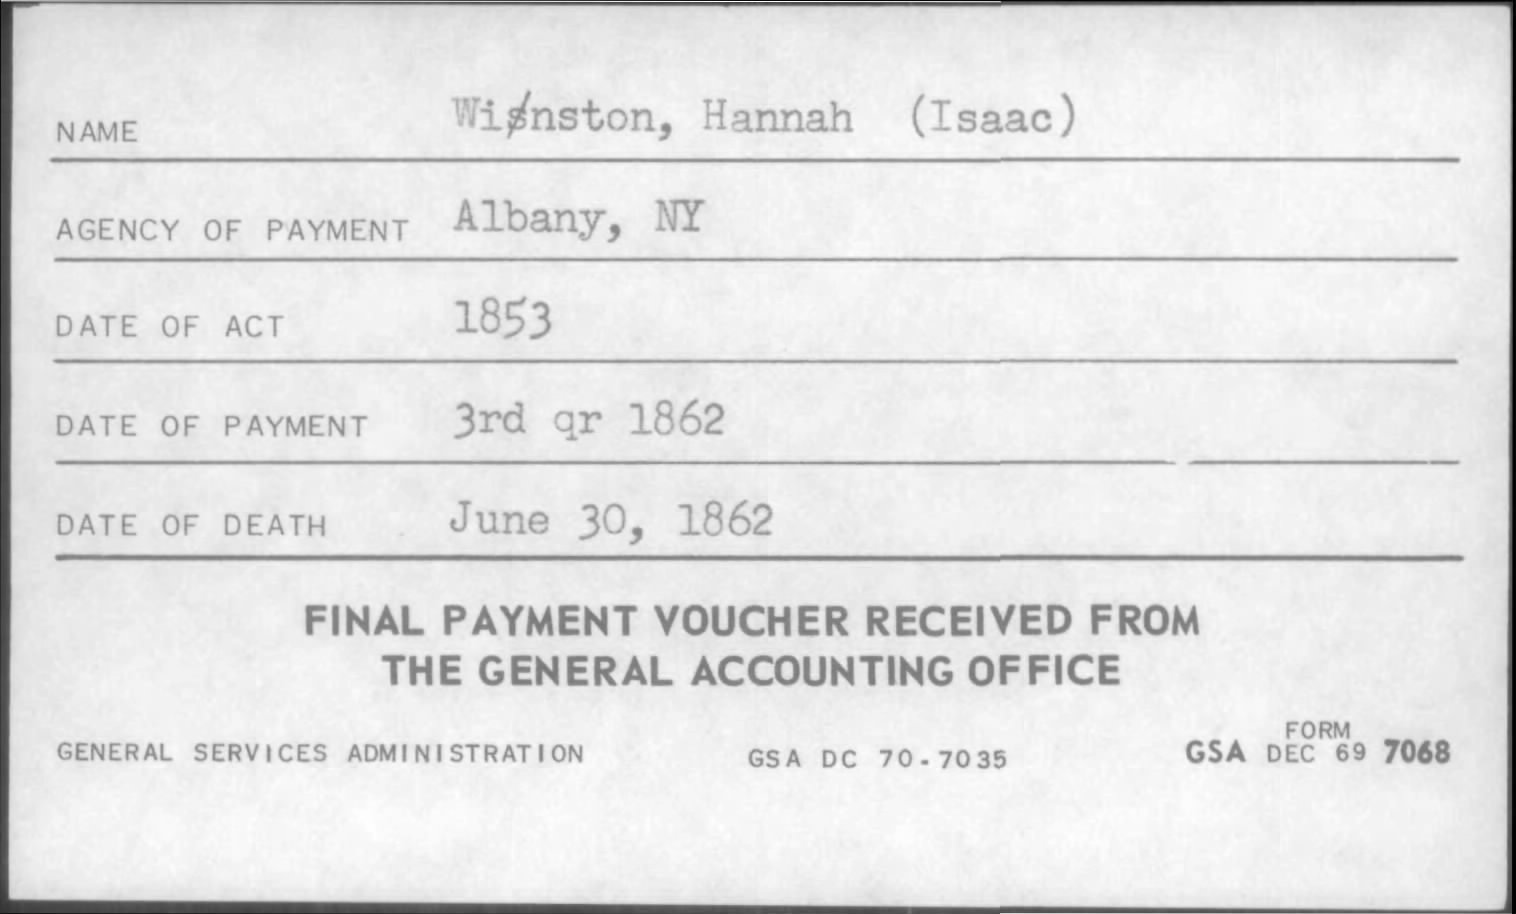 NAME Winston, Hannah (Isaac)
AGENCY OF PAYMENT Albany, NY
DATE OF ACT 1853
DATE OF PAYMENT 3rd qr 1862
DATE OF DEATH June 30, 1862
FINAL PAYMENT VOUCHER RECEIVED FROM
THE GENERAL ACCOUNTING OFFICE
GENERAL SERVICES ADMINISTRATION GSA DC 70-7035 GSA FORM DEC 69 7068